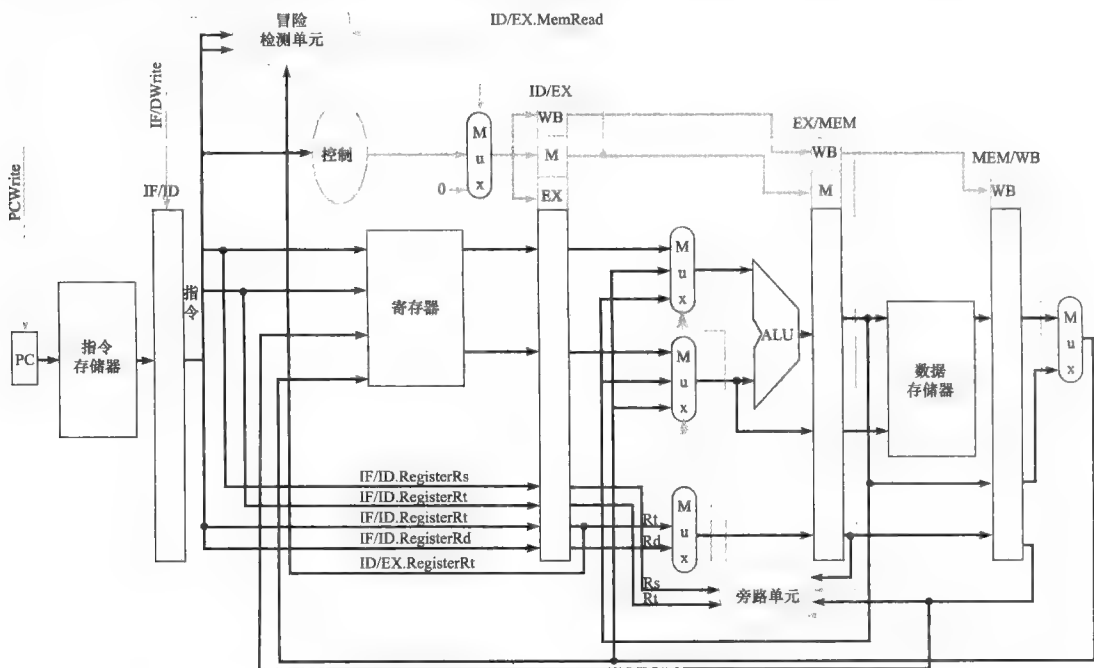 冒险
检测单元
ID/EX.MemRead
IF/DWrite
PCWrite
ID/EX
WB
M
EX
控制
M
u
x
0
EX/MEM
WB
M
MEM/WB
WB
IF/ID
指令
PC
指令
存储器
寄存器
M
u
x
M
u
x
ALU
数据
存储器
M
u
x
IF/ID.RegisterRs
IF/ID.RegisterRt
IF/ID.RegisterRt
IF/ID.RegisterRd
ID/EX.RegisterRt
Rt
Rd
M
u
x
Rs
Rt
旁路单元